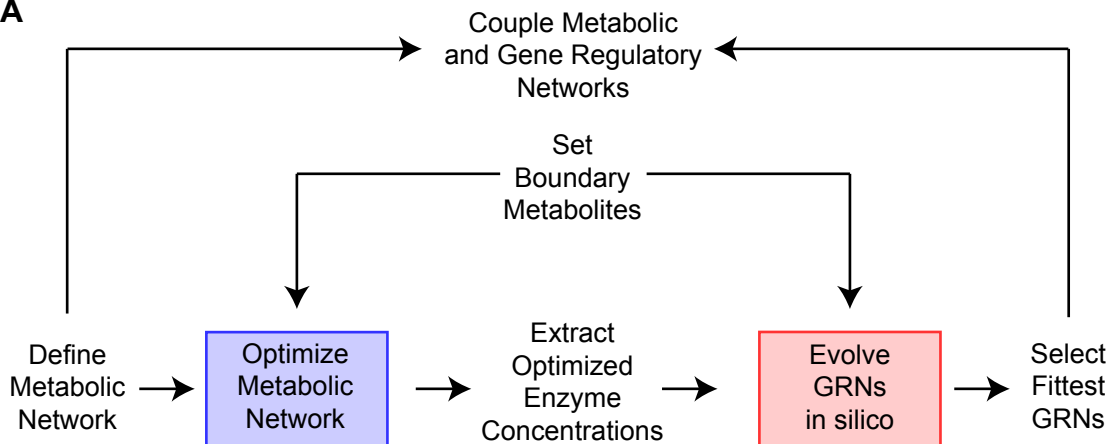 A
Couple Metabolic
and Gene Regulatory
Networks
Set
Boundary
Metabolites
Define
Metabolic
Network
Optimize
Metabolic
Network
Extract
Optimized
Enzyme
Concentrations
Evolve
GRNs
in silico
Select
Fittest
GRNs